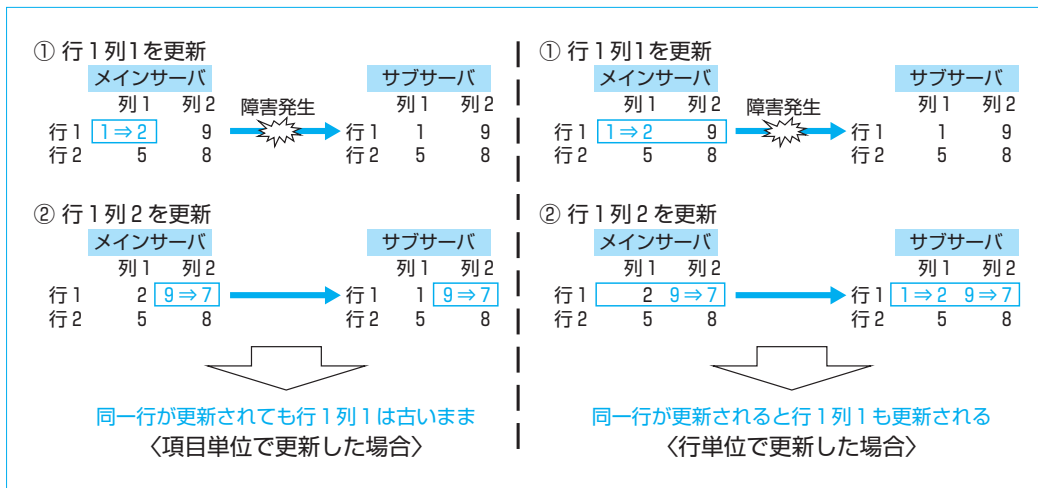 ① 行1列1を更新
メインサーバ サブサーバ
列1 列2 障害発生 列1 列2
行1 1⇒2 9 行1 1 9
行2 5 8 行2 5 8
② 行1列2を更新
メインサーバ サブサーバ
列1 列2 列1 列2
行1 2 9⇒7 行1 1 9⇒7
行2 5 8 行2 5 8
同一行が更新されても行1列1は古いまま
〈項目単位で更新した場合〉
① 行1列1を更新
メインサーバ サブサーバ
列1 列2 障害発生 列1 列2
行1 1⇒2 9 行1 1 9
行2 5 8 行2 5 8
② 行1列2を更新
メインサーバ サブサーバ
列1 列2 列1 列2
行1 2 9⇒7 行1 1⇒2 9⇒7
行2 5 8 行2 5 8
同一行が更新されると行1列1も更新される
〈行単位で更新した場合〉